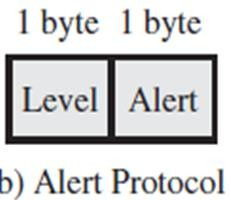 1 byte 1 byte
Level Alert
b) Alert Protocol